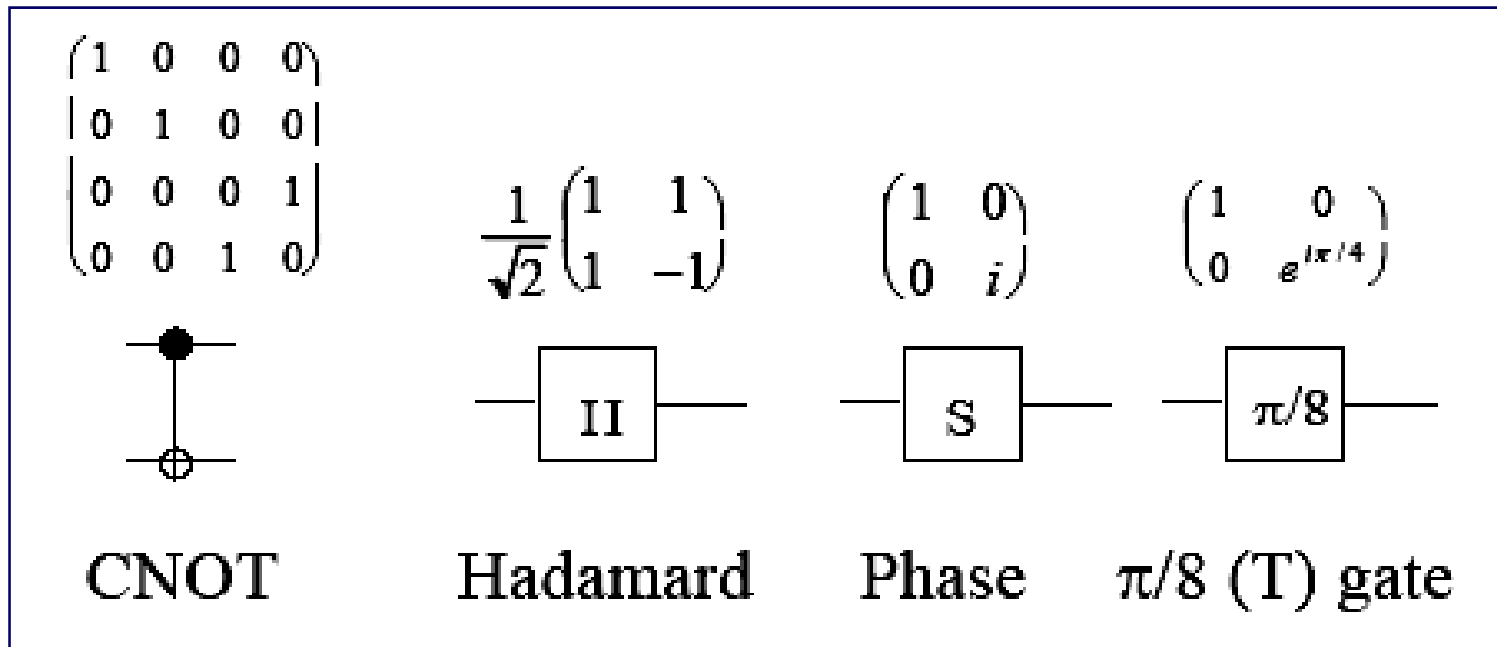 1 0 0 0
0 1 0 0
0 0 0 1
0 0 1 0
1/√2 (1 1
1 -1)
(1 0
0 i)
(1 0
0 e^{iπ/4})
H
S
π/8
CNOT
Hadamard
Phase
π/8 (T) gate